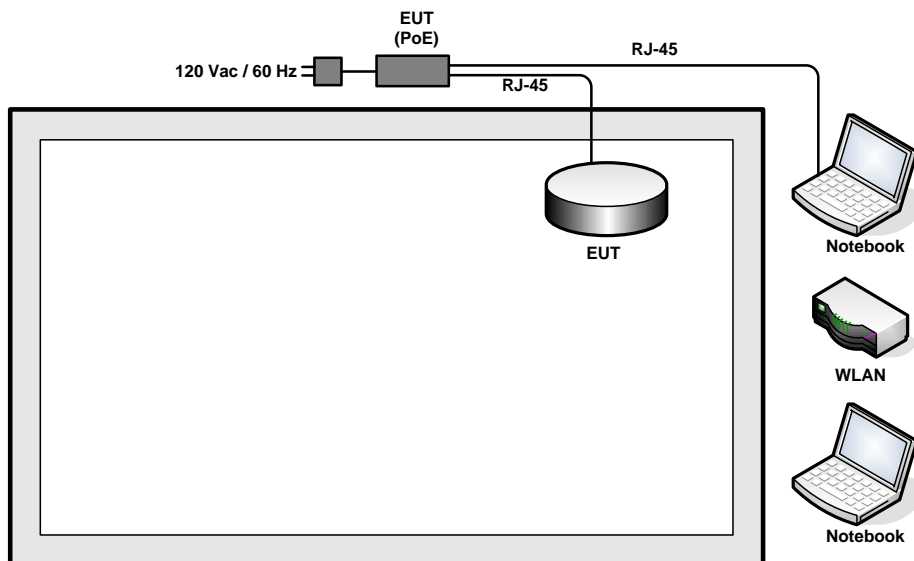 EUT
(PoE)
RJ-45
120 Vac / 60 Hz
RJ-45
Notebook
EUT
WLAN
Notebook